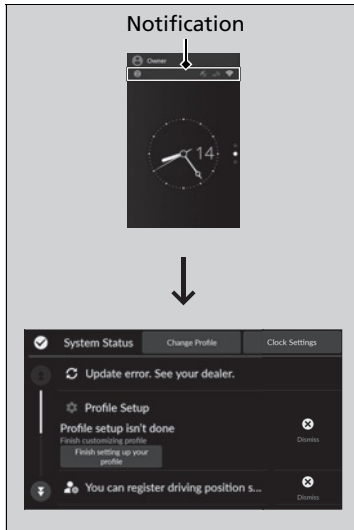 Notification
Owner
14
System Status
Change Profile
Clock Settings
Update error. See your dealer.
Profile Setup
Profile setup isn't done
Finish customizing profile
Dismiss
Finish setting up your
profile
You can register driving position s...
Dismiss